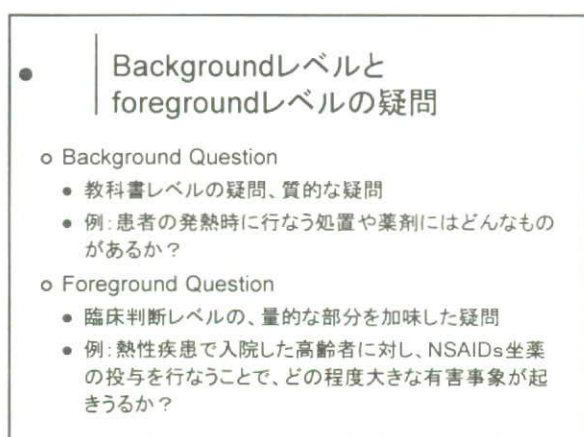 Backgroundレベルと
foregroundレベルの疑問
Background Question
教科書レベルの疑問、質的な疑問
例：患者の発熱時に行なう処置や薬剤にはどんなもの
があるか？
Foreground Question
臨床判断レベルの、量的な部分を加味した疑問
例：熱性疾患で入院した高齢者に対し、NSAIDs坐薬
の投与を行なうことで、どの程度大きな有害事象が起
きうるか？